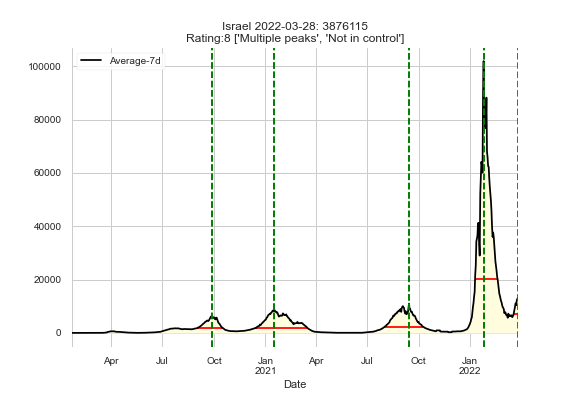 Israel 2022-03-28: 3876115
Rating:8 ['Multiple peaks', 'Not in control']
Average-7d
100000
80000
60000
40000
20000
0
Apr Jul Oct Jan Apr Jul Oct Jan
2021 2022
Date